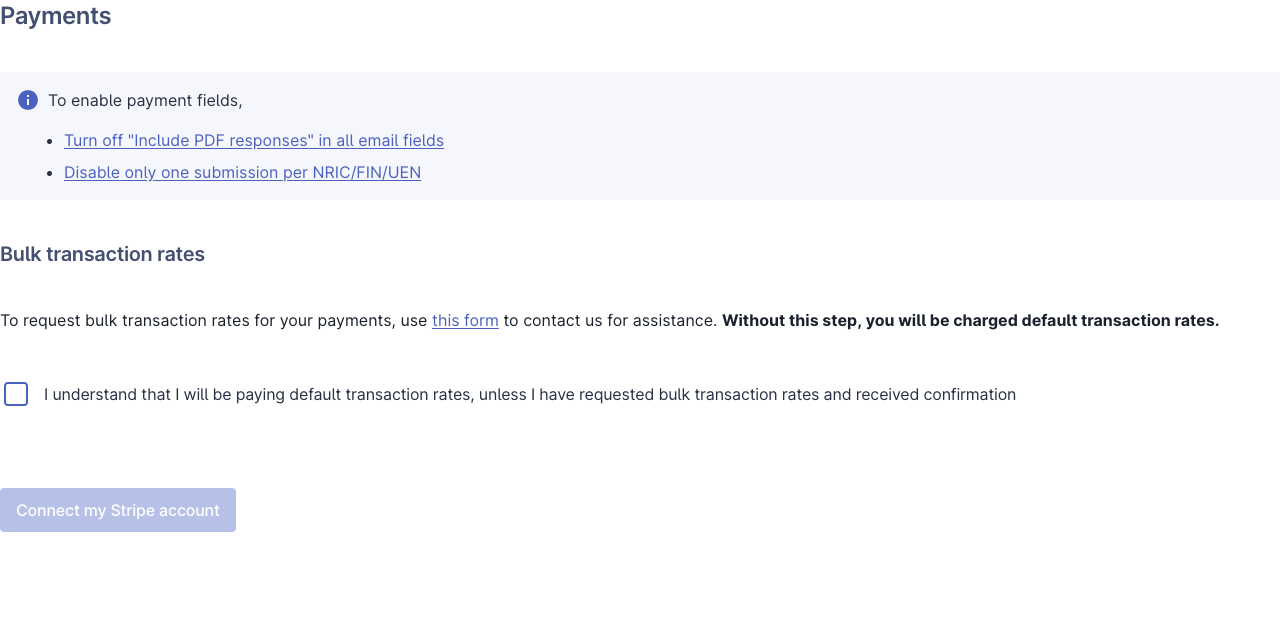 Payments
To enable payment fields,
Turn off "Include PDF responses" in all email fields
Disable only one submission per NRIC/FIN/UEN
Bulk transaction rates
To request bulk transaction rates for your payments, use this form to contact us for assistance. Without this step, you will be charged default transaction rates.
I understand that I will be paying default transaction rates, unless I have requested bulk transaction rates and received confirmation
Connect my Stripe account